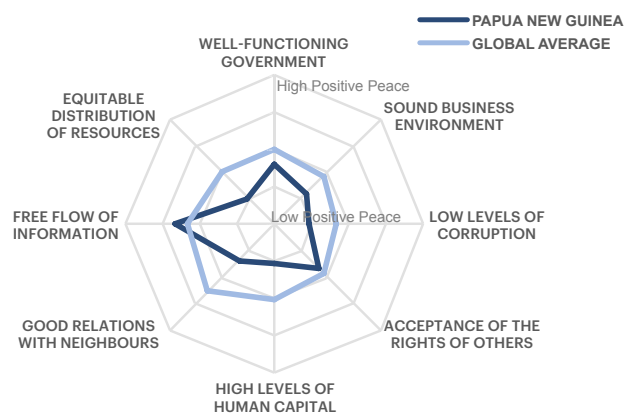 PAPUA NEW GUINEA
GLOBAL AVERAGE
WELL-FUNCTIONING
GOVERNMENT
High Positive Peace
EQUITABLE
DISTRIBUTION
OF RESOURCES
SOUND BUSINESS
ENVIRONMENT
FREE FLOW OF
INFORMATION
Low Positive Peace
LOW LEVELS OF
CORRUPTION
GOOD RELATIONS
WITH NEIGHBOURS
ACCEPTANCE OF THE
RIGHTS OF OTHERS
HIGH LEVELS OF
HUMAN CAPITAL